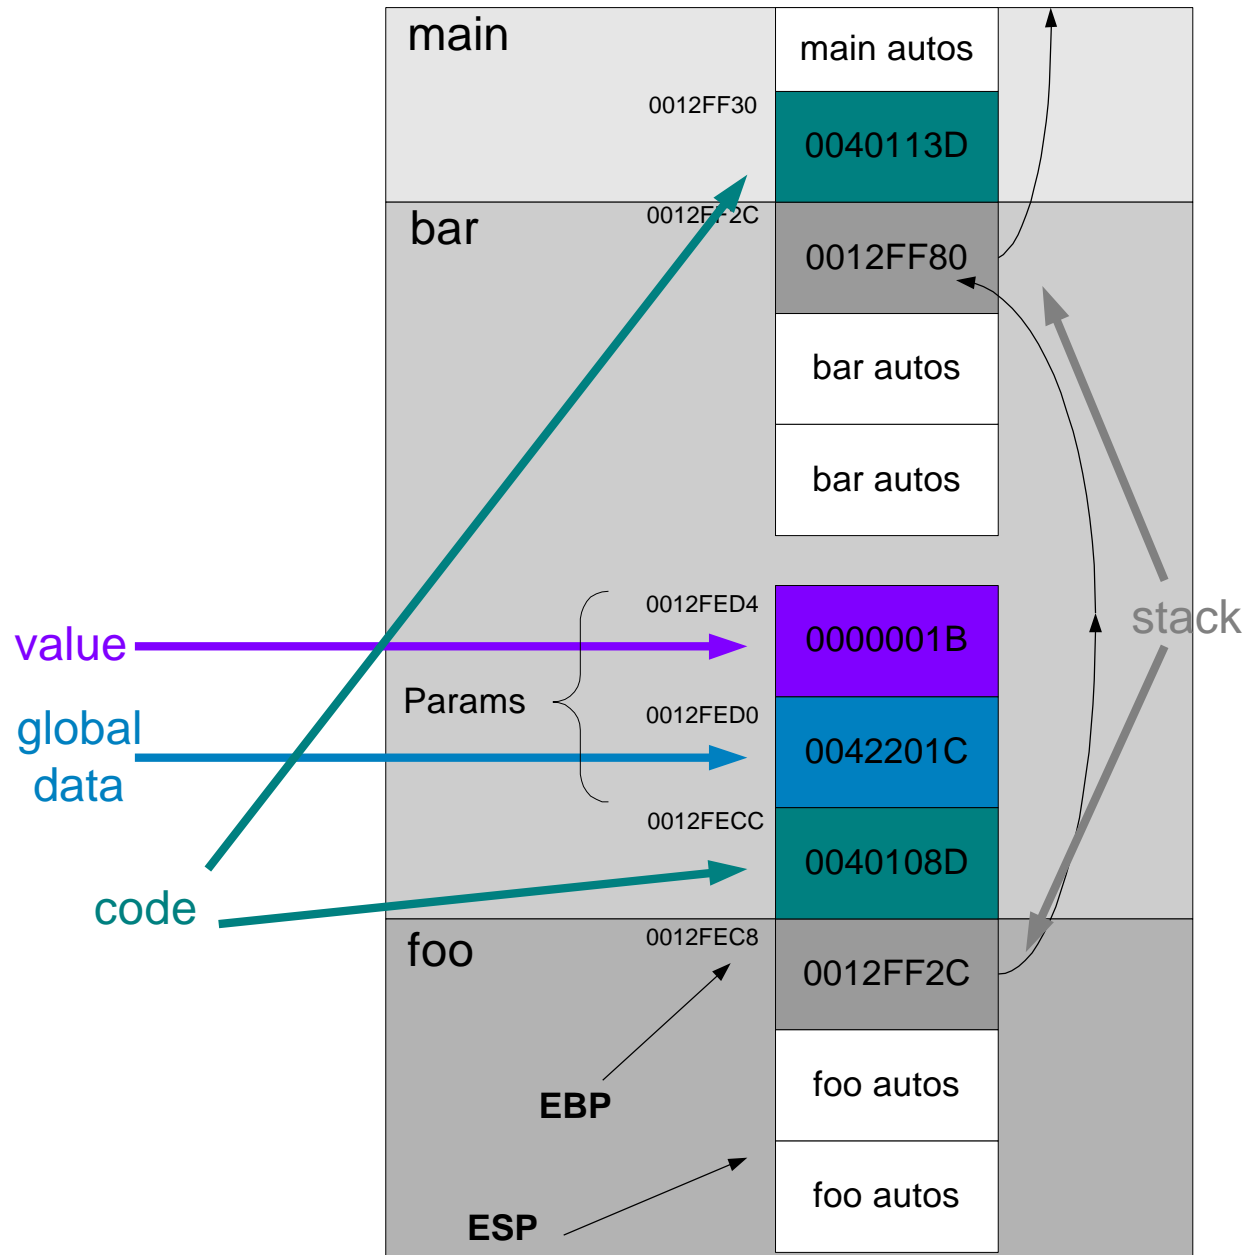 main
main autos
0012FF30
0040113D
bar
0012FF2C
0012FF80
bar autos
bar autos
0012FED4
value
0000001B
stack
Params
global
data
0012FED0
0042201C
0012FECC
0040108D
code
foo
0012FEC8
0012FF2C
foo autos
EBP
foo autos
ESP